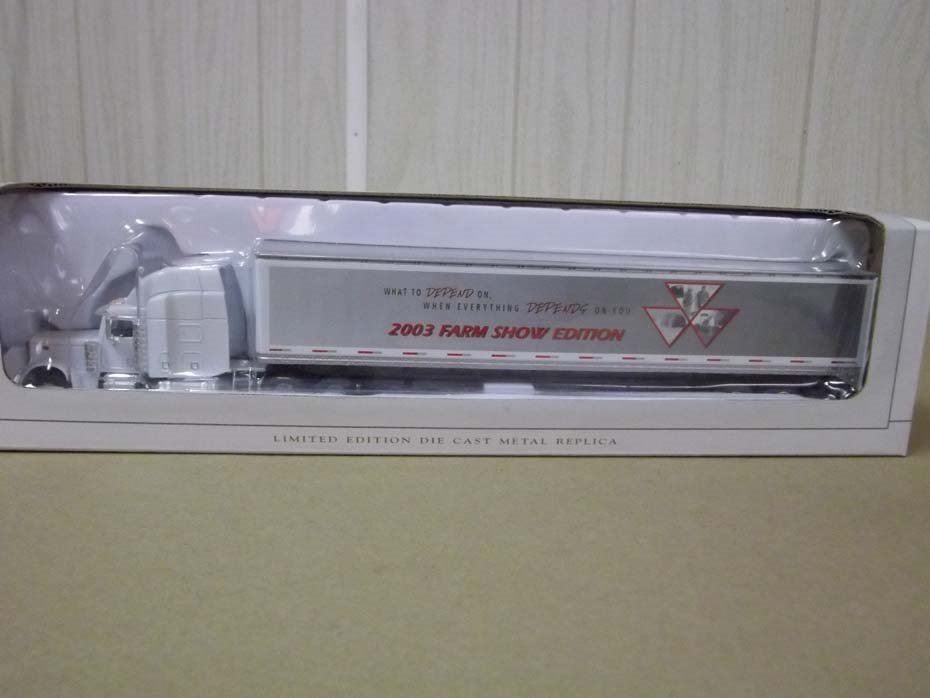 WHAT TO DEPEND ON,
WHEN EVERYTHING DEPENDS ON YOU
2003 FARM SHOW EDITION
LIMITED EDITION DIE CAST METAL REPLICA